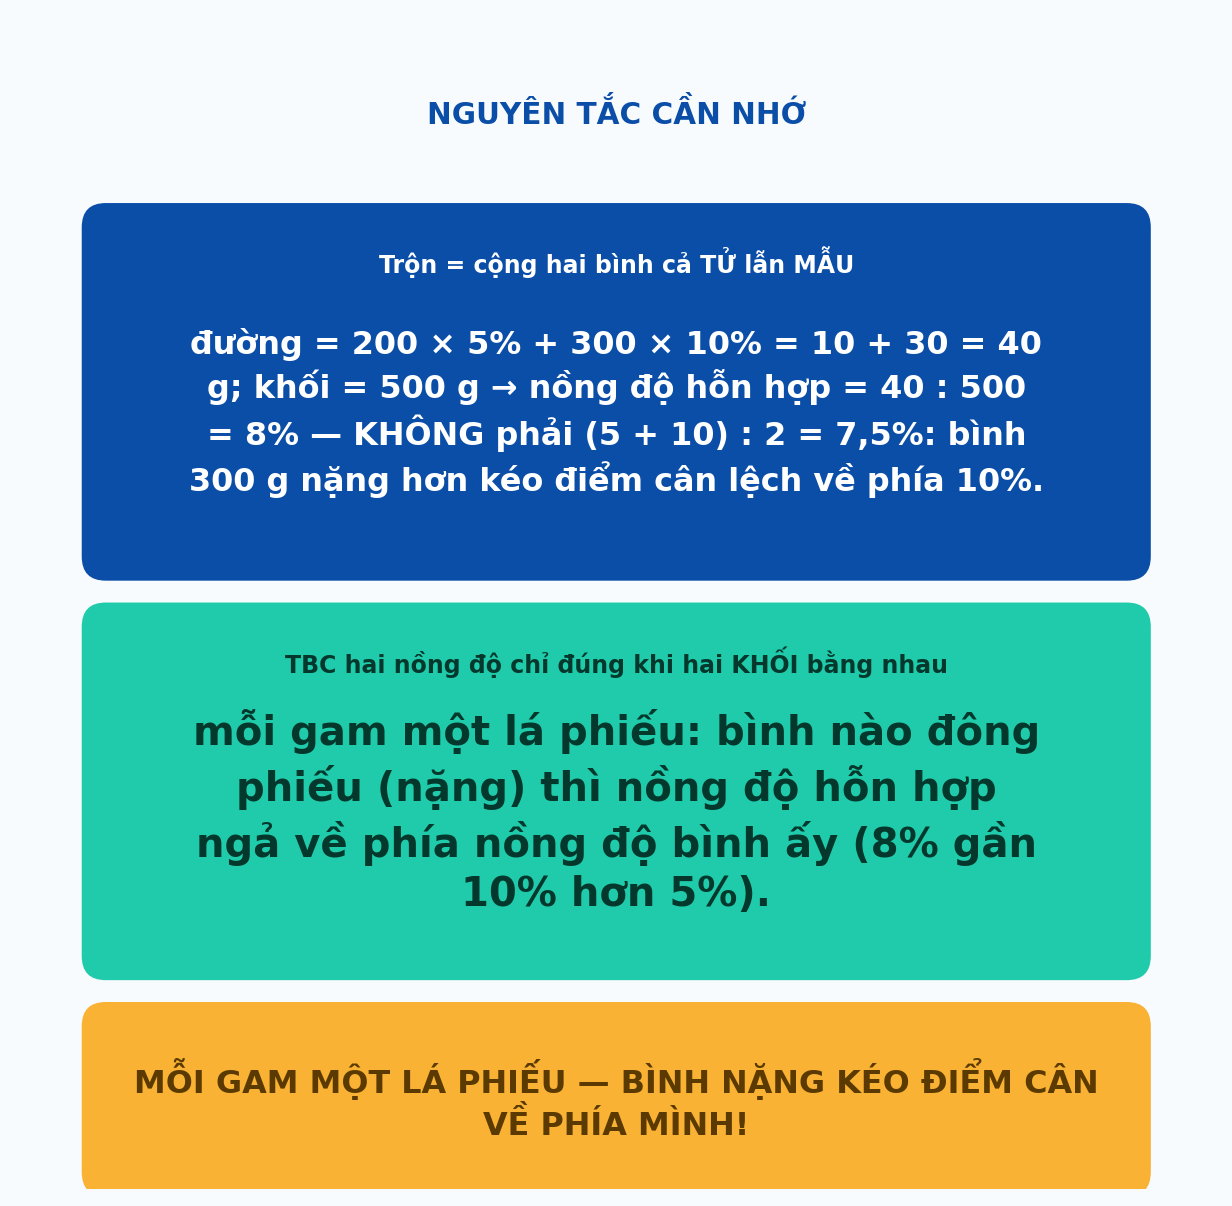 NGUYÊN TẮC CẦN NHỚ
Trộn = cộng hai bình cả TỬ lẫn MẪU
đường = 200 × 5% + 300 × 10% = 10 + 30 = 40
g; khối = 500 g → nồng độ hỗn hợp = 40 : 500
= 8% — KHÔNG phải (5 + 10) : 2 = 7,5%: bình
300 g nặng hơn kéo điểm cân lệch về phía 10%.
TBC hai nồng độ chỉ đúng khi hai KHỐI bằng nhau
mỗi gam một lá phiếu: bình nào đông
phiếu (nặng) thì nồng độ hỗn hợp
ngả về phía nồng độ bình ấy (8% gần
10% hơn 5%).
MỖI GAM MỘT LÁ PHIẾU — BÌNH NẶNG KÉO ĐIỂM CÂN
VỀ PHÍA MÌNH!